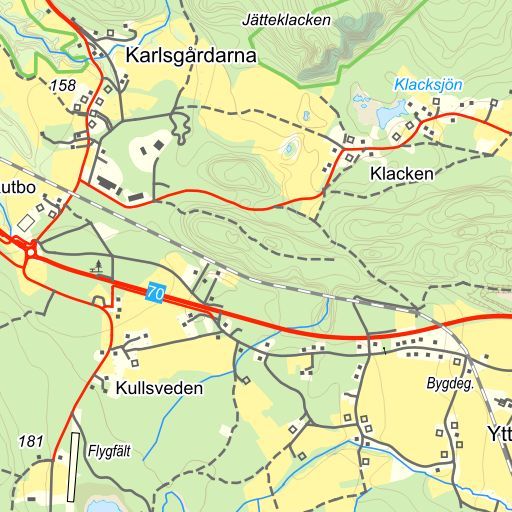 Jätteklacken
Karlsgårdarna
158
Klacksjön
Klacken
utbo
70
Kullsveden
Bygdeg.
Ytt
181
Flygfält